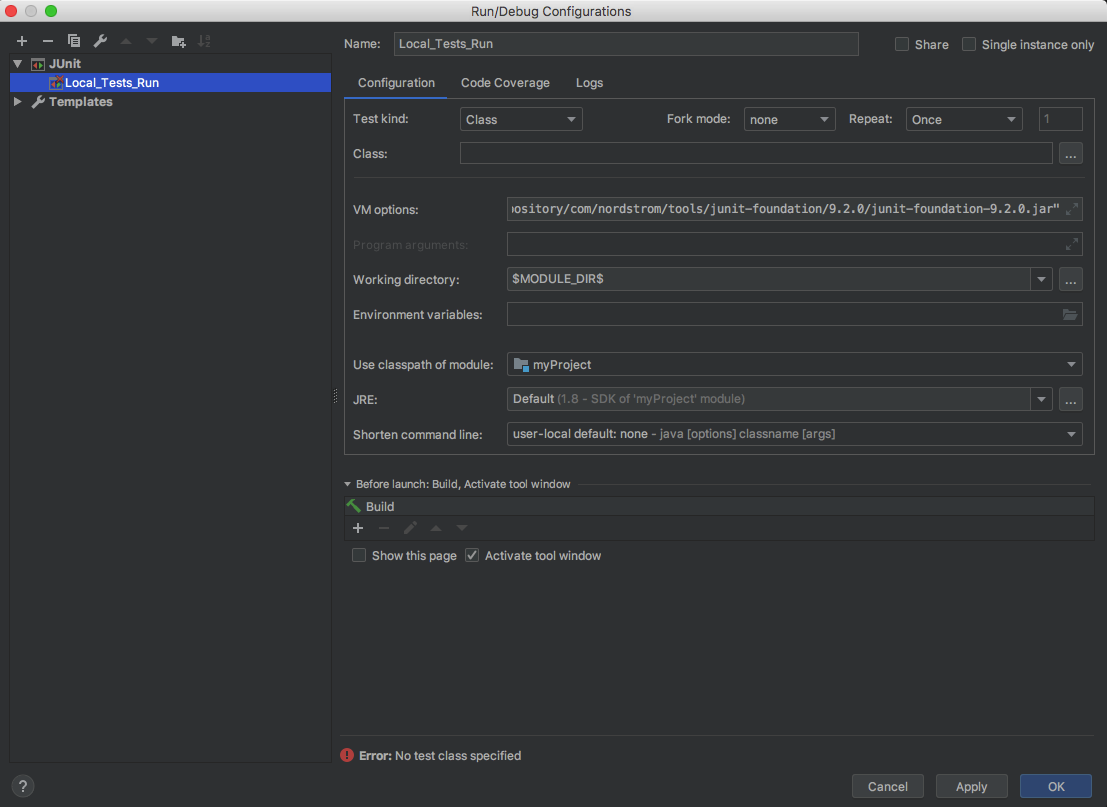 Run/Debug Configurations
Name: Local_Tests_Run Share Single instance only
JUnit
Local_Tests_Run
Templates
Configuration Code Coverage Logs
Test kind: Class Fork mode: none Repeat: Once 1
Class: ...
VM options: ository/com/nordstrom/tools/junit-foundation/9.2.0/junit-foundation-9.2.0.jar"
Program arguments:
Working directory: $MODULE_DIR$ ...
Environment variables:
Use classpath of module: myProject
JRE: Default (1.8 - SDK of 'myProject' module) ...
Shorten command line: user-local default: none - java [options] classname [args]
Before launch: Build, Activate tool window
Build
Show this page Activate tool window
Error: No test class specified
? Cancel Apply OK